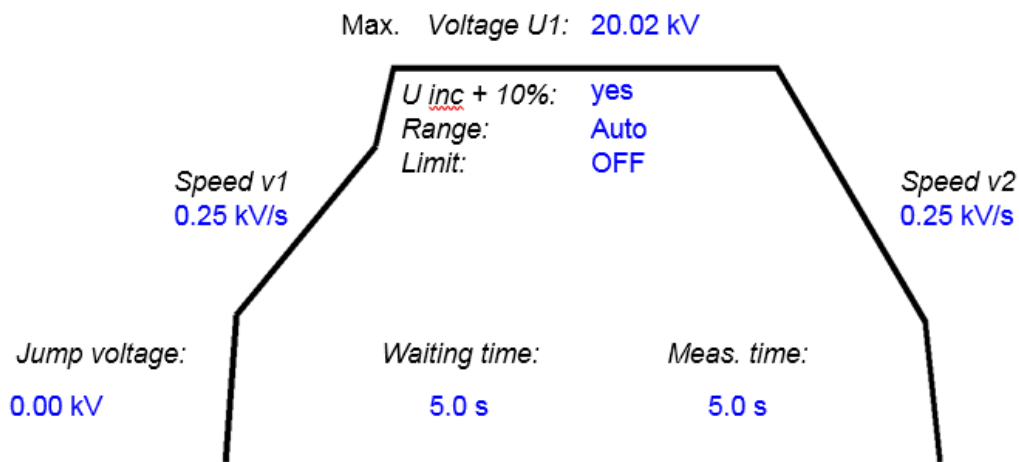 Max. Voltage U1: 20.02 kV
U inc + 10%: yes
Range: Auto
Limit: OFF
Speed v1
0.25 kV/s
Speed v2
0.25 kV/s
Jump voltage: Waiting time: Meas. time:
0.00 kV 5.0 s 5.0 s